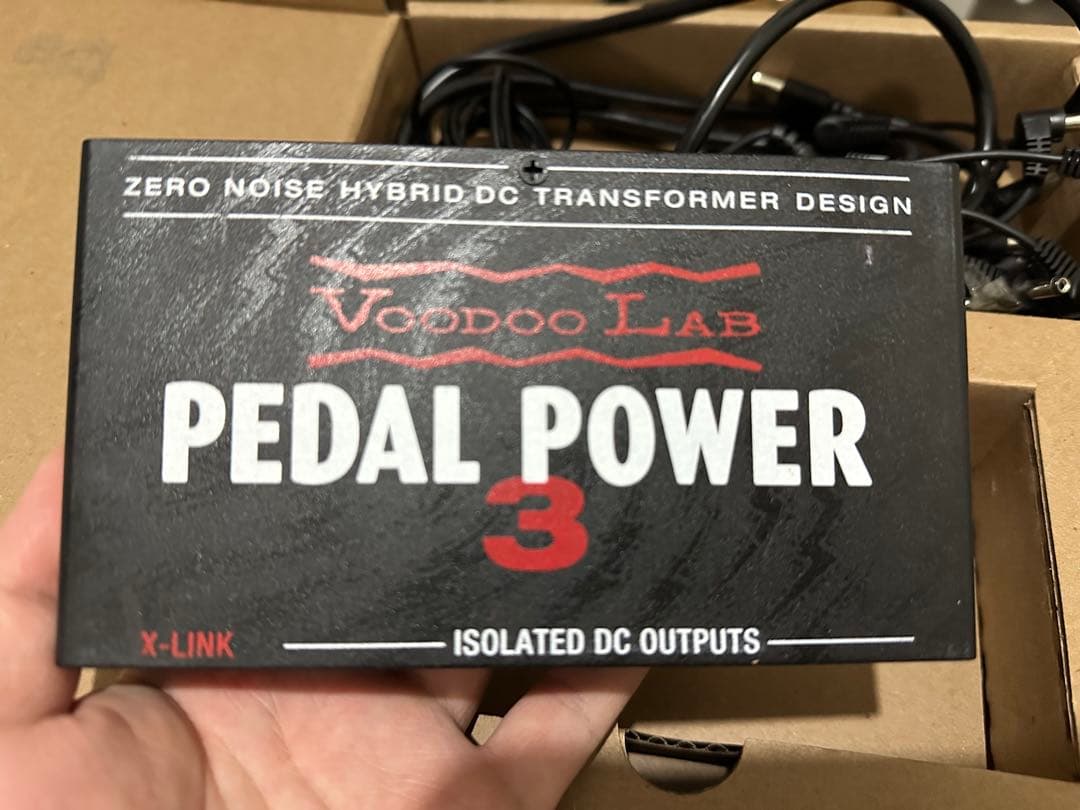 ZERO NOISE HYBRID DC TRANSFORMER DESIGN
VOODOO LAB
PEDAL POWER
3
X-LINK ISOLATED DC OUTPUTS